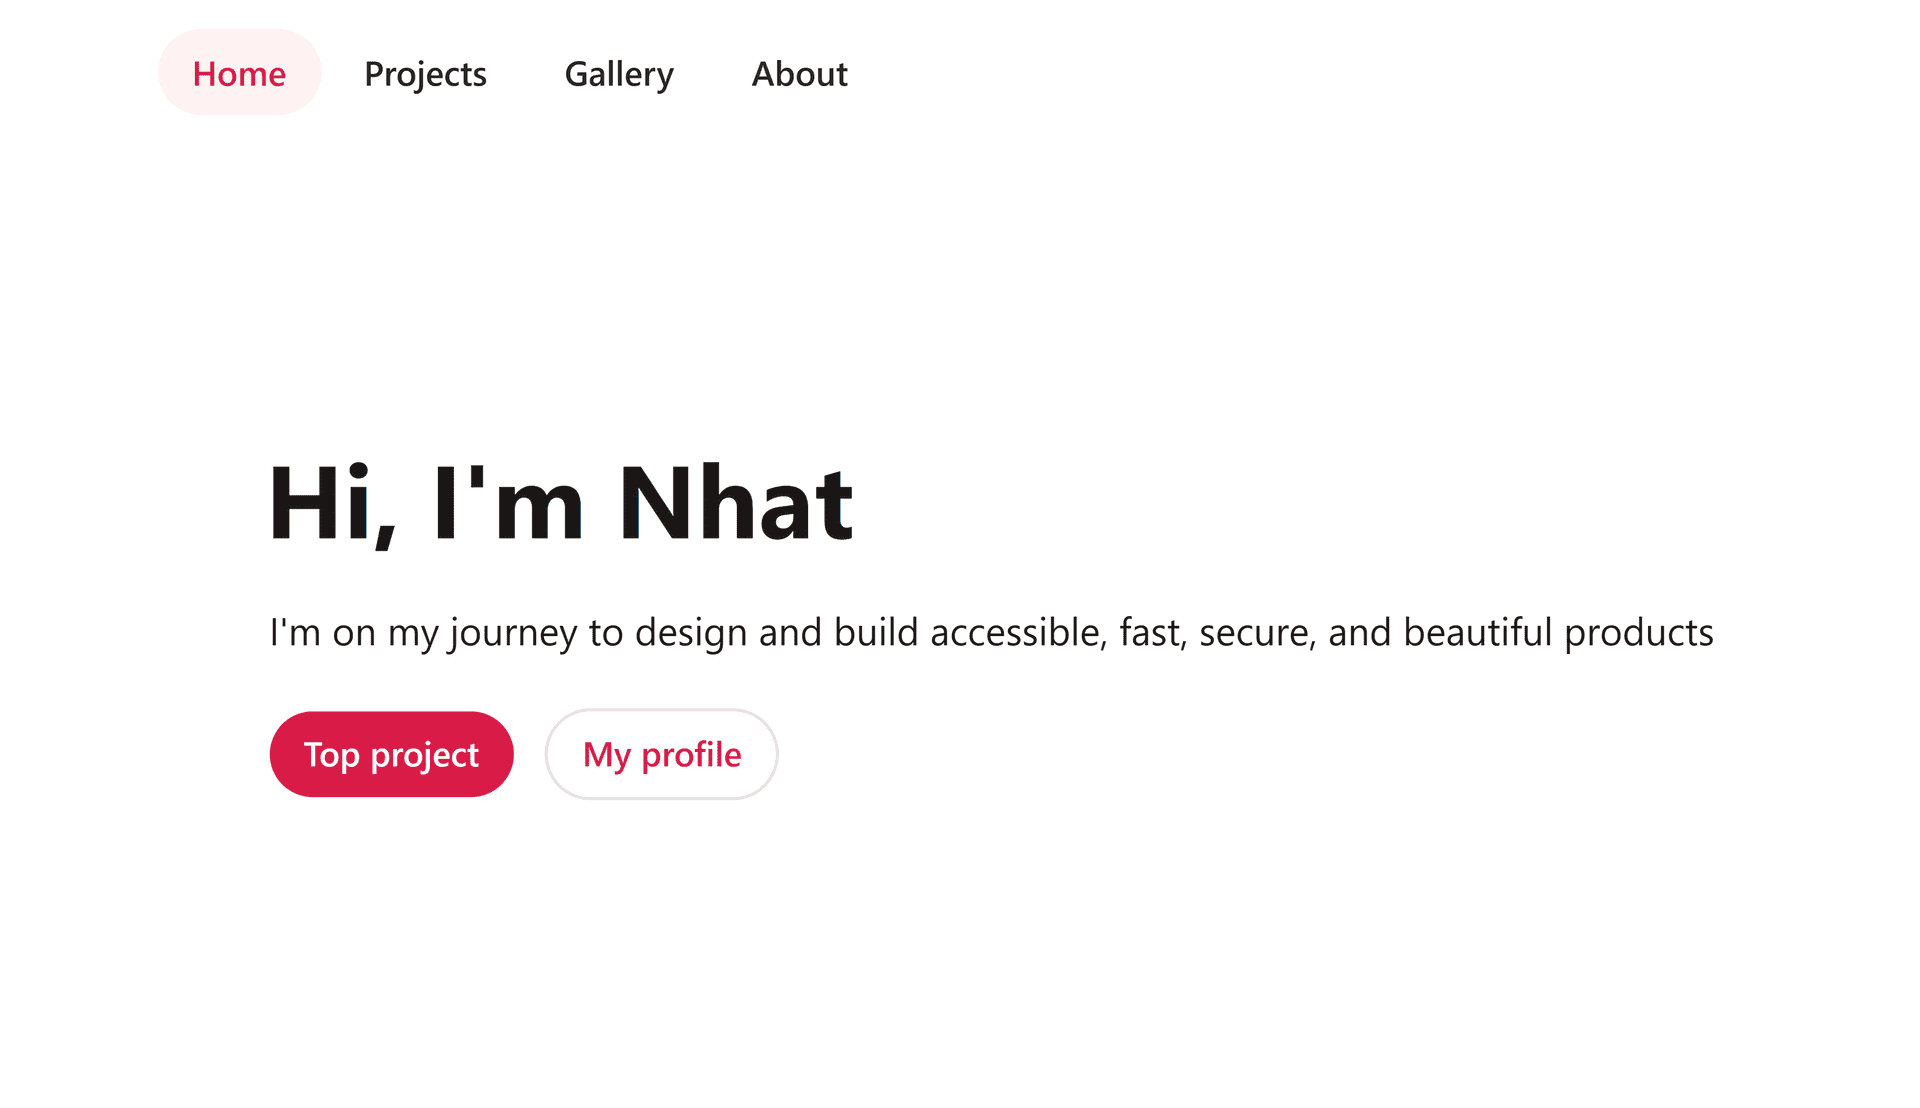 Home Projects Gallery About
Hi, I'm Nhat
I'm on my journey to design and build accessible, fast, secure, and beautiful products
Top project My profile